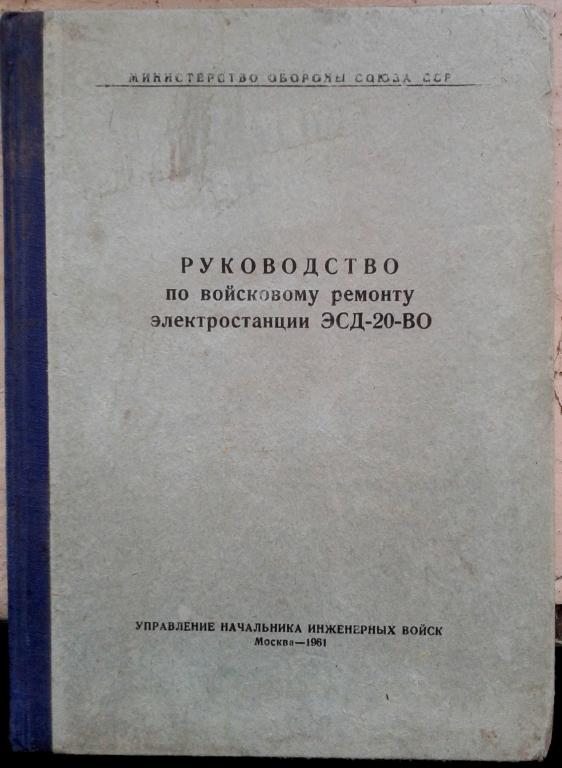 МИНИСТЕРСТВО ОБОРОНЫ СОЮЗА ССР
РУКОВОДСТВО
по войсковому ремонту
электростанции ЭСД-20-ВО
УПРАВЛЕНИЕ НАЧАЛЬНИКА ИНЖЕНЕРНЫХ ВОЙСК
Москва—1961